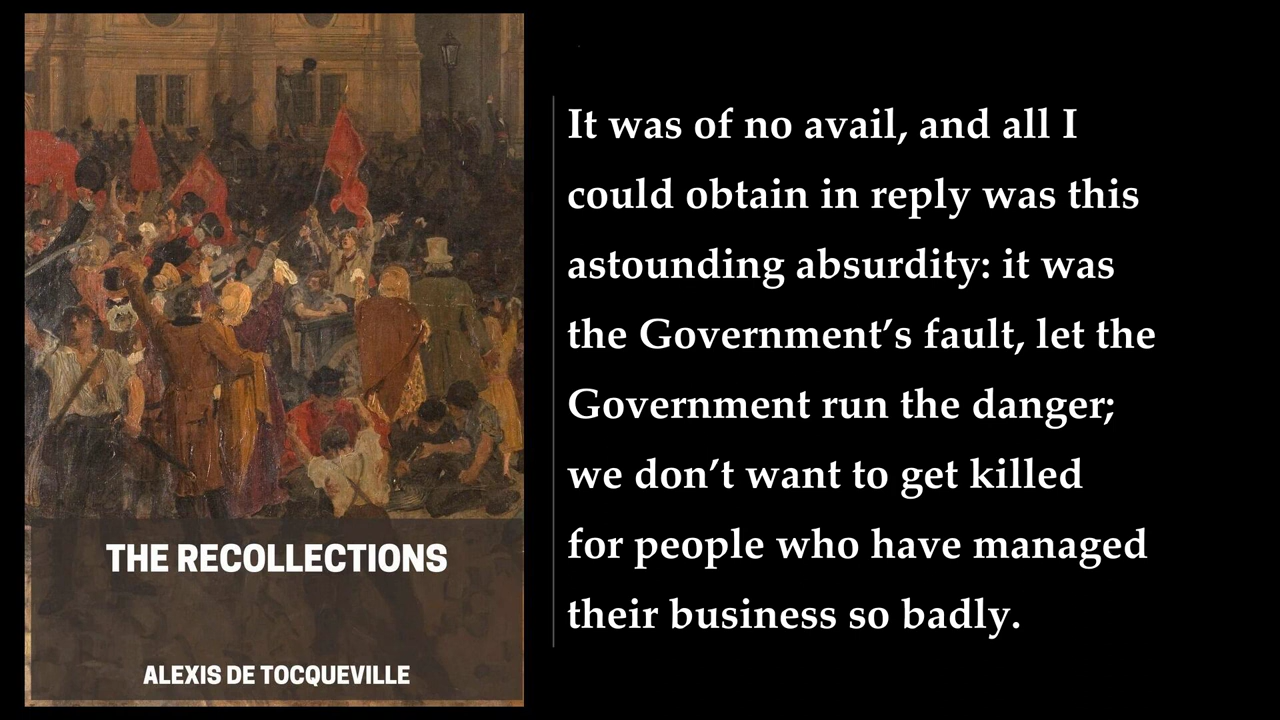 THE RECOLLECTIONS
ALEXIS DE TOCQUEVILLE
It was of no avail, and all I
could obtain in reply was this
astounding absurdity: it was
the Government’s fault, let the
Government run the danger;
we don’t want to get killed
for people who have managed
their business so badly.